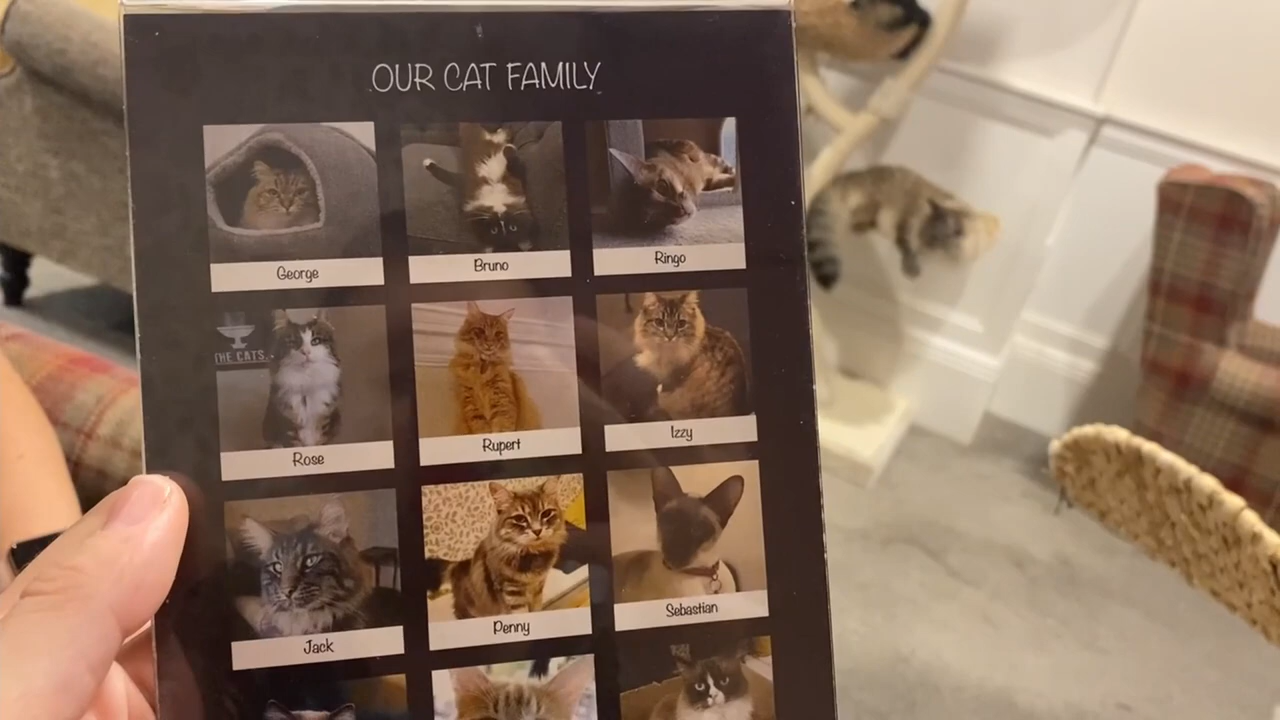 OUR CAT FAMILY
George
Bruno
Ringo
THE CATS
Rose
Rupert
Izzy
Jack
Penny
Sebastian